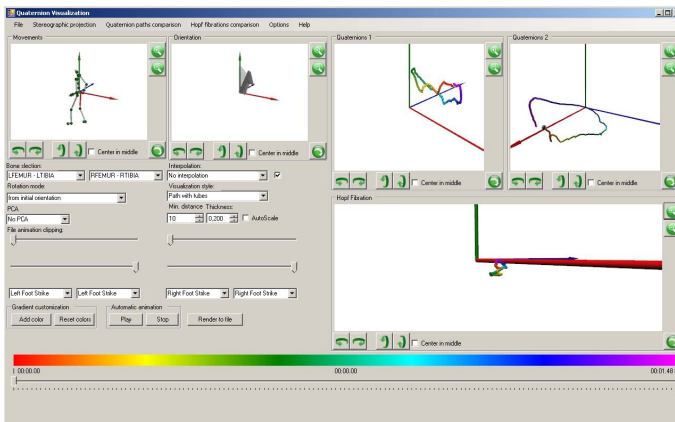 Quaternion Visualization
File Stereographic projection Quaternion paths comparison Hopf fibrations comparison Options Help
Movements
Orientation
Quaternions 1
Quaternions 2
Center in middle
Center in middle
Center in middle
Center in middle
Bone slection:
Interpolation:
LFEMUR - LTIBIA
RFEMUR - RTIBIA
No interpolation
Rotation mode:
Visualization style:
from initial orientation
Path with tubes
PCA:
Min. distance Thickness:
No PCA
10
0,200
AutoScale
File animation clipping:
Hopf Fibration
Left Foot Strike
Left Foot Strike
Right Foot Strike
Right Foot Strike
Gradient customization
Automatic animation
Add color
Reset colors
Play
Stop
Render to file
Center in middle
00:00.00
00:00.00
00:01.48